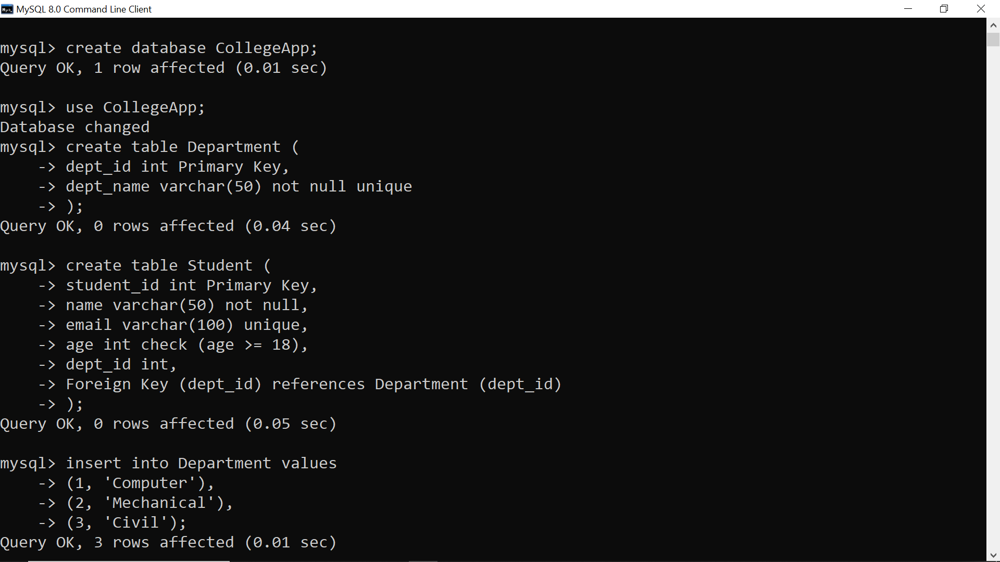 MySQL 8.0 Command Line Client
mysql> create database CollegeApp;
Query OK, 1 row affected (0.01 sec)
mysql> use CollegeApp;
Database changed
mysql> create table Department (
    -> dept_id int Primary Key,
    -> dept_name varchar(50) not null unique
    -> );
Query OK, 0 rows affected (0.04 sec)
mysql> create table Student (
    -> student_id int Primary Key,
    -> name varchar(50) not null,
    -> email varchar(100) unique,
    -> age int check (age >= 18),
    -> dept_id int,
    -> Foreign Key (dept_id) references Department (dept_id)
    -> );
Query OK, 0 rows affected (0.05 sec)
mysql> insert into Department values
    -> (1, 'Computer'),
    -> (2, 'Mechanical'),
    -> (3, 'Civil');
Query OK, 3 rows affected (0.01 sec)